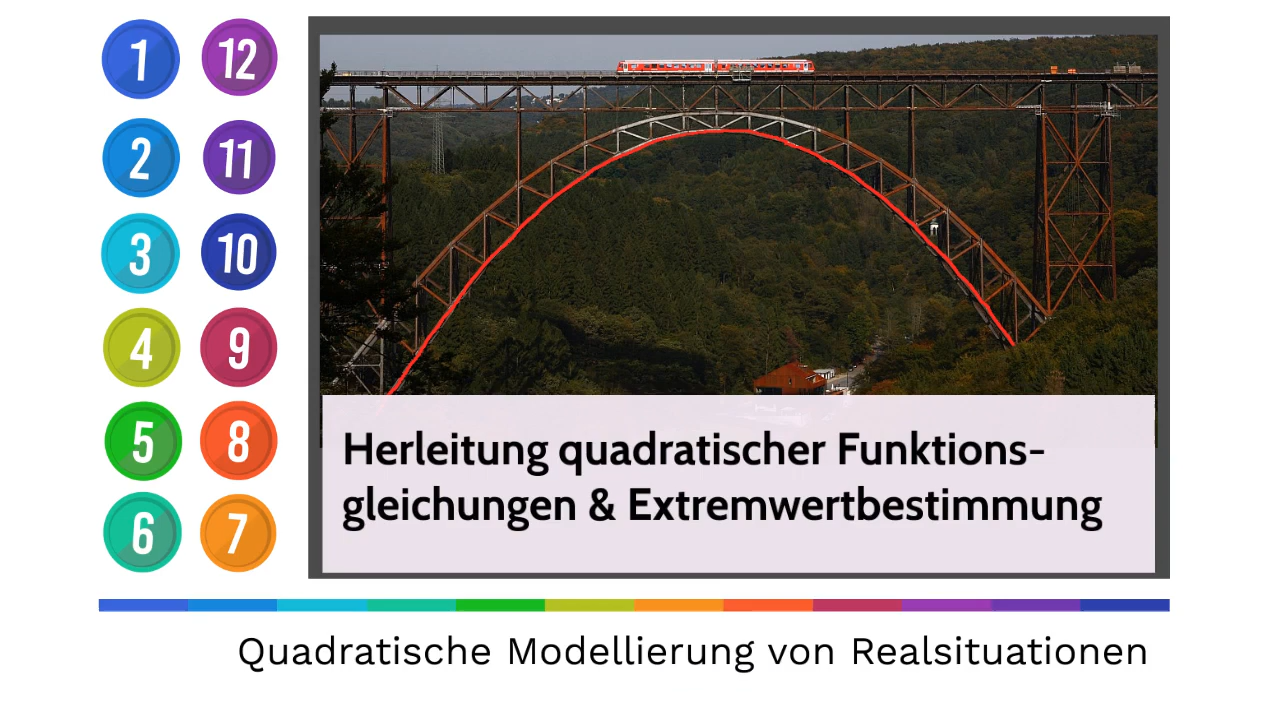 1 12
2 11
3 10
4 9
5 8
6 7
Herleitung quadratischer Funktions-
gleichungen & Extremwertbestimmung
Quadratische Modellierung von Realsituationen